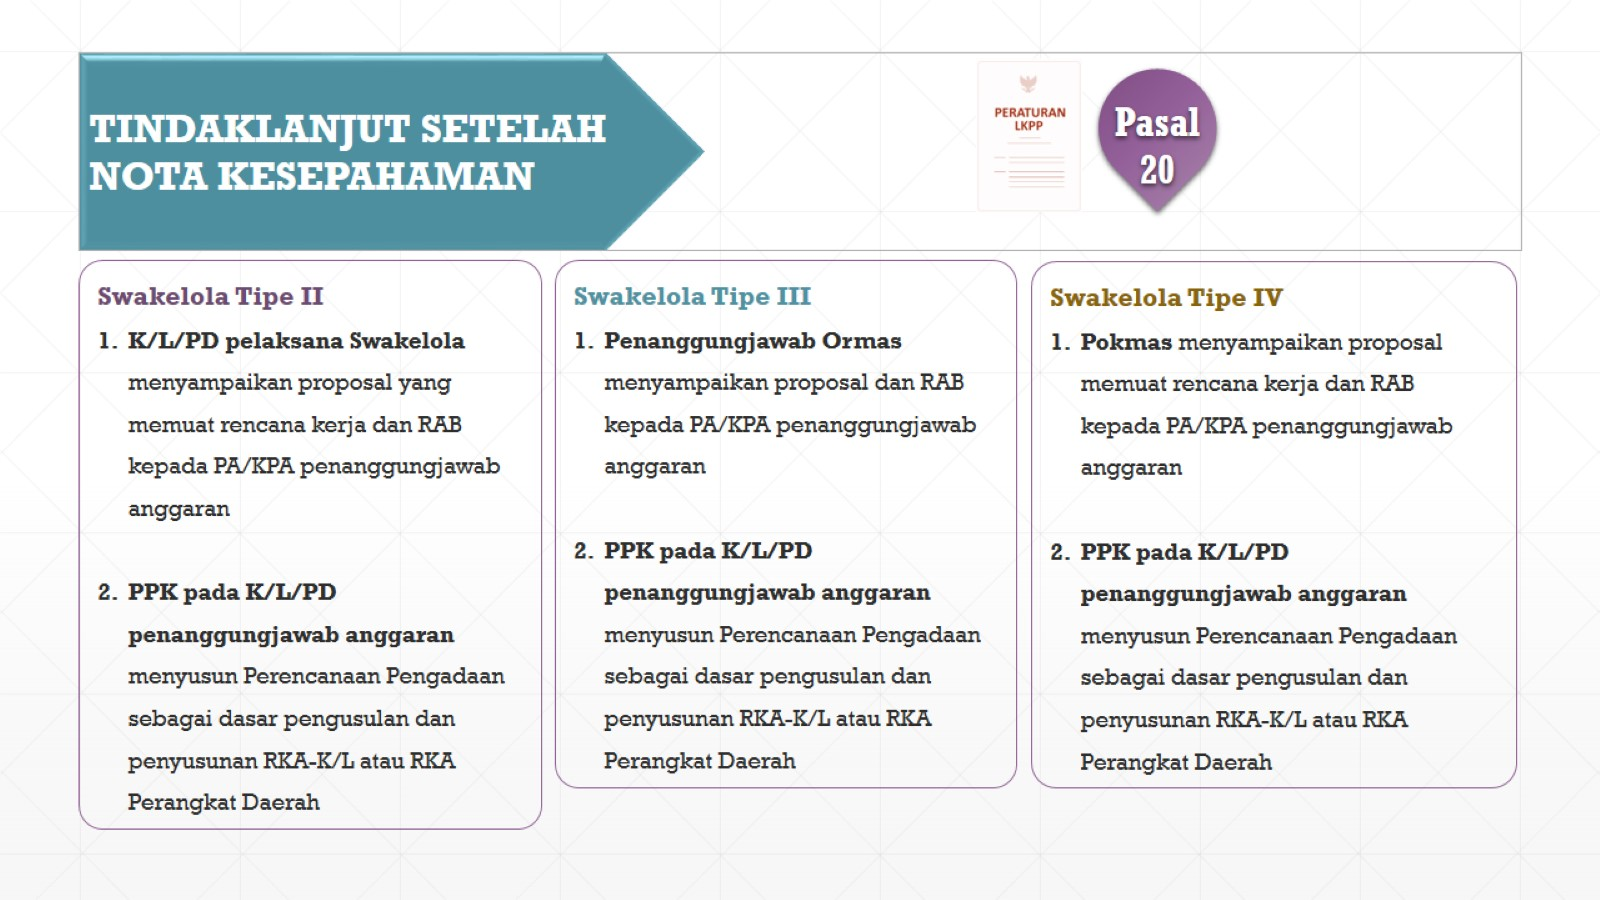 TINDAKLANJUT SETELAH
NOTA KESEPAHAMAN
PERATURAN
LKPP
Pasal
20
Swakelola Tipe II
1. K/L/PD pelaksana Swakelola
menyampaikan proposal yang
memuat rencana kerja dan RAB
kepada PA/KPA penanggungjawab
anggaran
2. PPK pada K/L/PD
penanggungjawab anggaran
menyusun Perencanaan Pengadaan
sebagai dasar pengusulan dan
penyusunan RKA-K/L atau RKA
Perangkat Daerah
Swakelola Tipe III
1. Penanggungjawab Ormas
menyampaikan proposal dan RAB
kepada PA/KPA penanggungjawab
anggaran
2. PPK pada K/L/PD
penanggungjawab anggaran
menyusun Perencanaan Pengadaan
sebagai dasar pengusulan dan
penyusunan RKA-K/L atau RKA
Perangkat Daerah
Swakelola Tipe IV
1. Pokmas menyampaikan proposal
memuat rencana kerja dan RAB
kepada PA/KPA penanggungjawab
anggaran
2. PPK pada K/L/PD
penanggungjawab anggaran
menyusun Perencanaan Pengadaan
sebagai dasar pengusulan dan
penyusunan RKA-K/L atau RKA
Perangkat Daerah